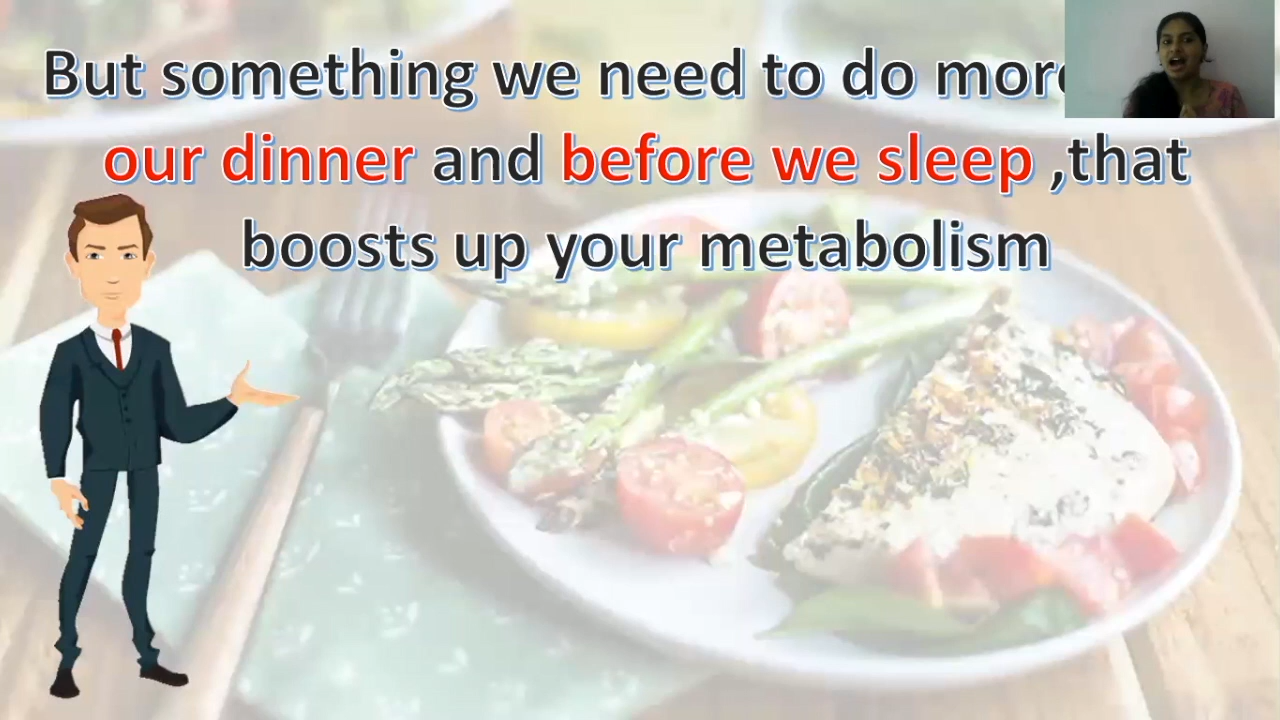 But something we need to do more
our dinner and before we sleep ,that
boosts up your metabolism